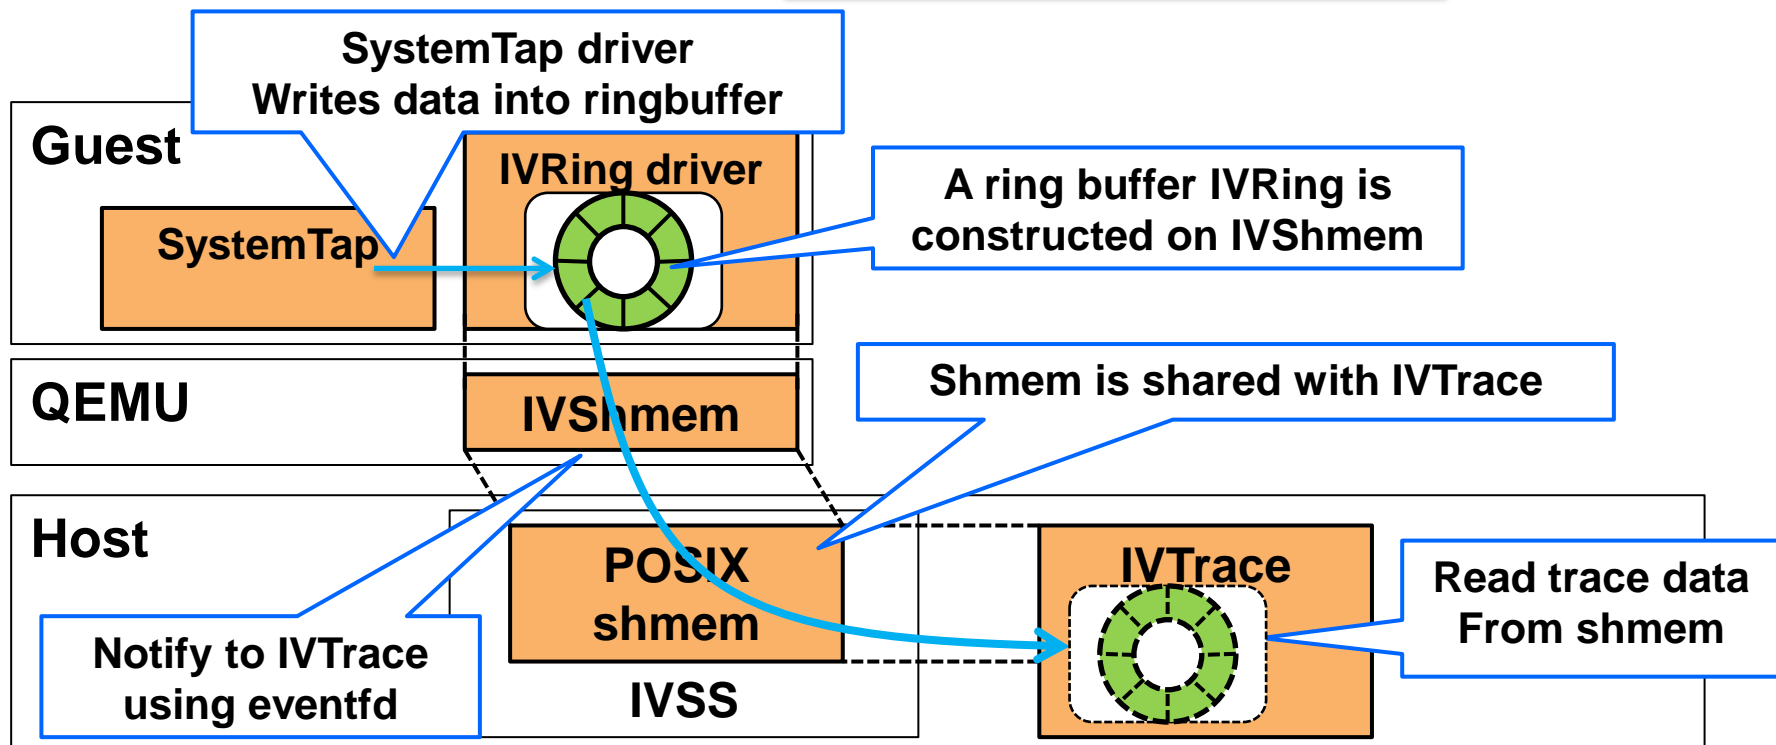 SystemTap driver
Writes data into ringbuffer
Guest
IVRing driver
SystemTap
A ring buffer IVRing is
constructed on IVShmem
QEMU
IVShmem
Shmem is shared with IVTrace
Host
POSIX
shmem
IVSS
IVTrace
Read trace data
From shmem
Notify to IVTrace
using eventfd